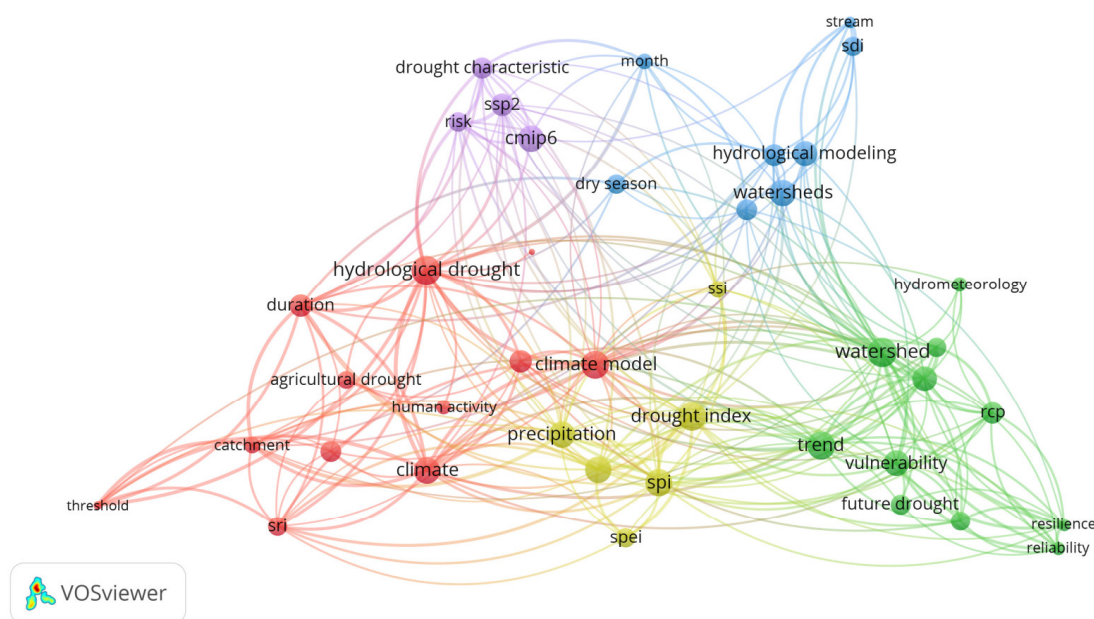 stream
sdi
month
drought characteristic
ssp2
risk
cmip6
hydrological modeling
dry season
watersheds
hydrological drought
hydrometeorology
ssi
duration
watershed
climate model
agricultural drought
human activity
rcp
drought index
precipitation
catchment
trend
climate
vulnerability
spi
threshold
future drought
sri
resilience
spei
reliability
VOSviewer